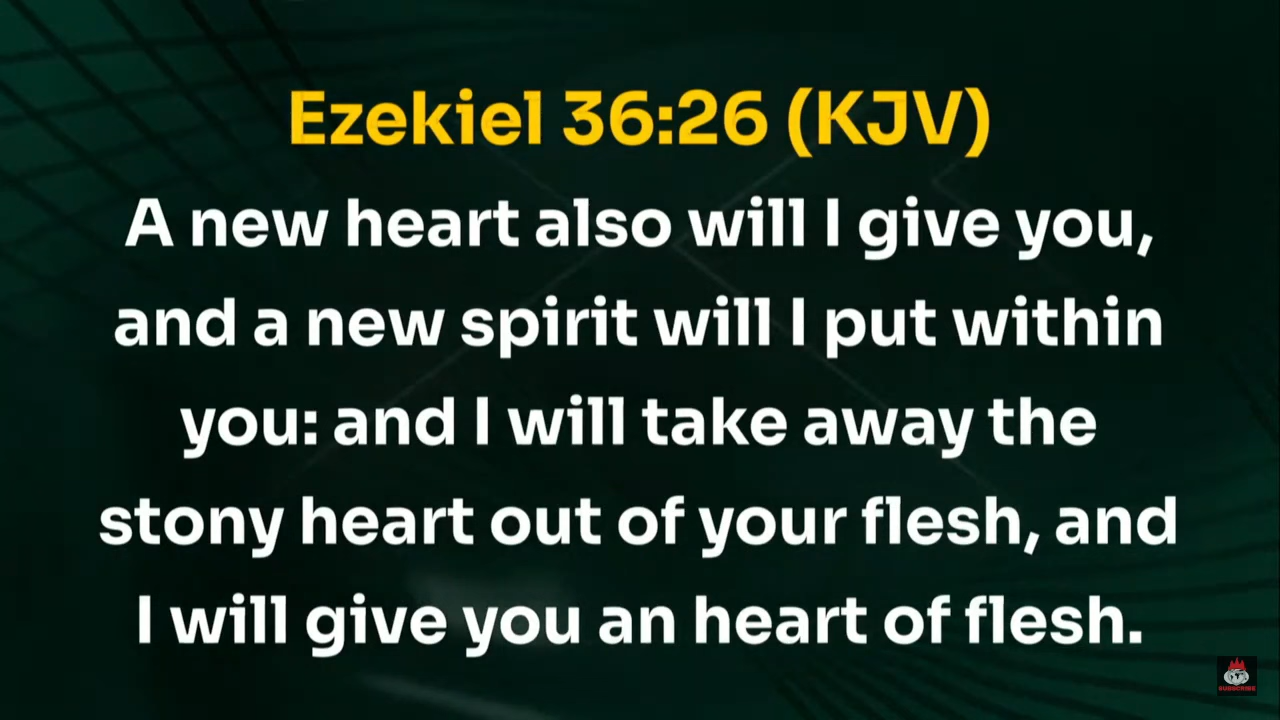 Ezekiel 36:26 (KJV)
A new heart also will I give you,
and a new spirit will I put within
you: and I will take away the
stony heart out of your flesh, and
I will give you an heart of flesh.
SUBSCRIBE